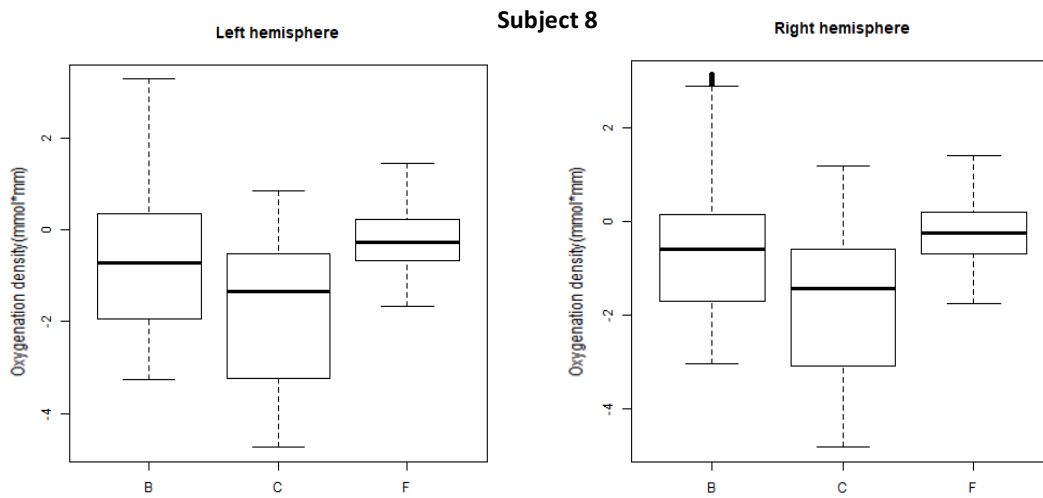 Subject 8
Left hemisphere
Oxygenation density(mmol*mm)
2
0
-2
-4
B C F
Right hemisphere
Oxygenation density(mmol*mm)
2
0
-2
-4
B C F